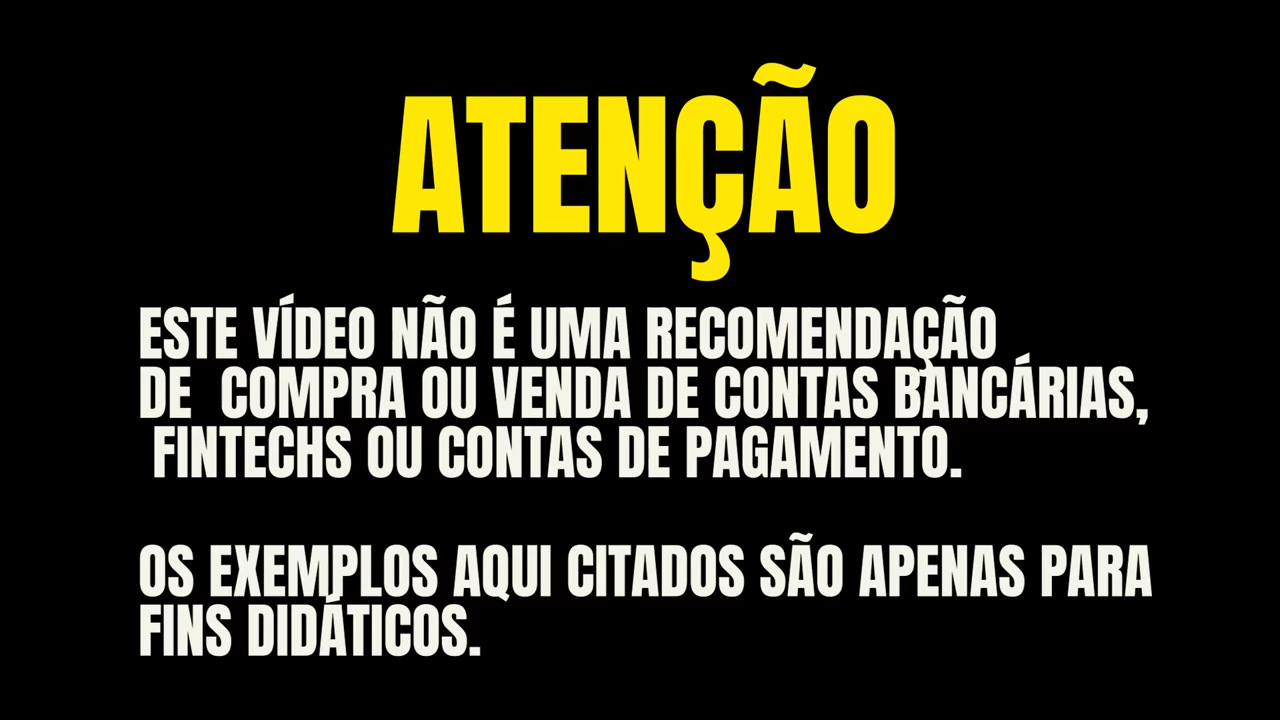 ATENÇÃO
ESTE VÍDEO NÃO É UMA RECOMENDAÇÃO
DE COMPRA OU VENDA DE CONTAS BANCÁRIAS,
FINTECHS OU CONTAS DE PAGAMENTO.
OS EXEMPLOS AQUI CITADOS SÃO APENAS PARA
FINS DIDÁTICOS.